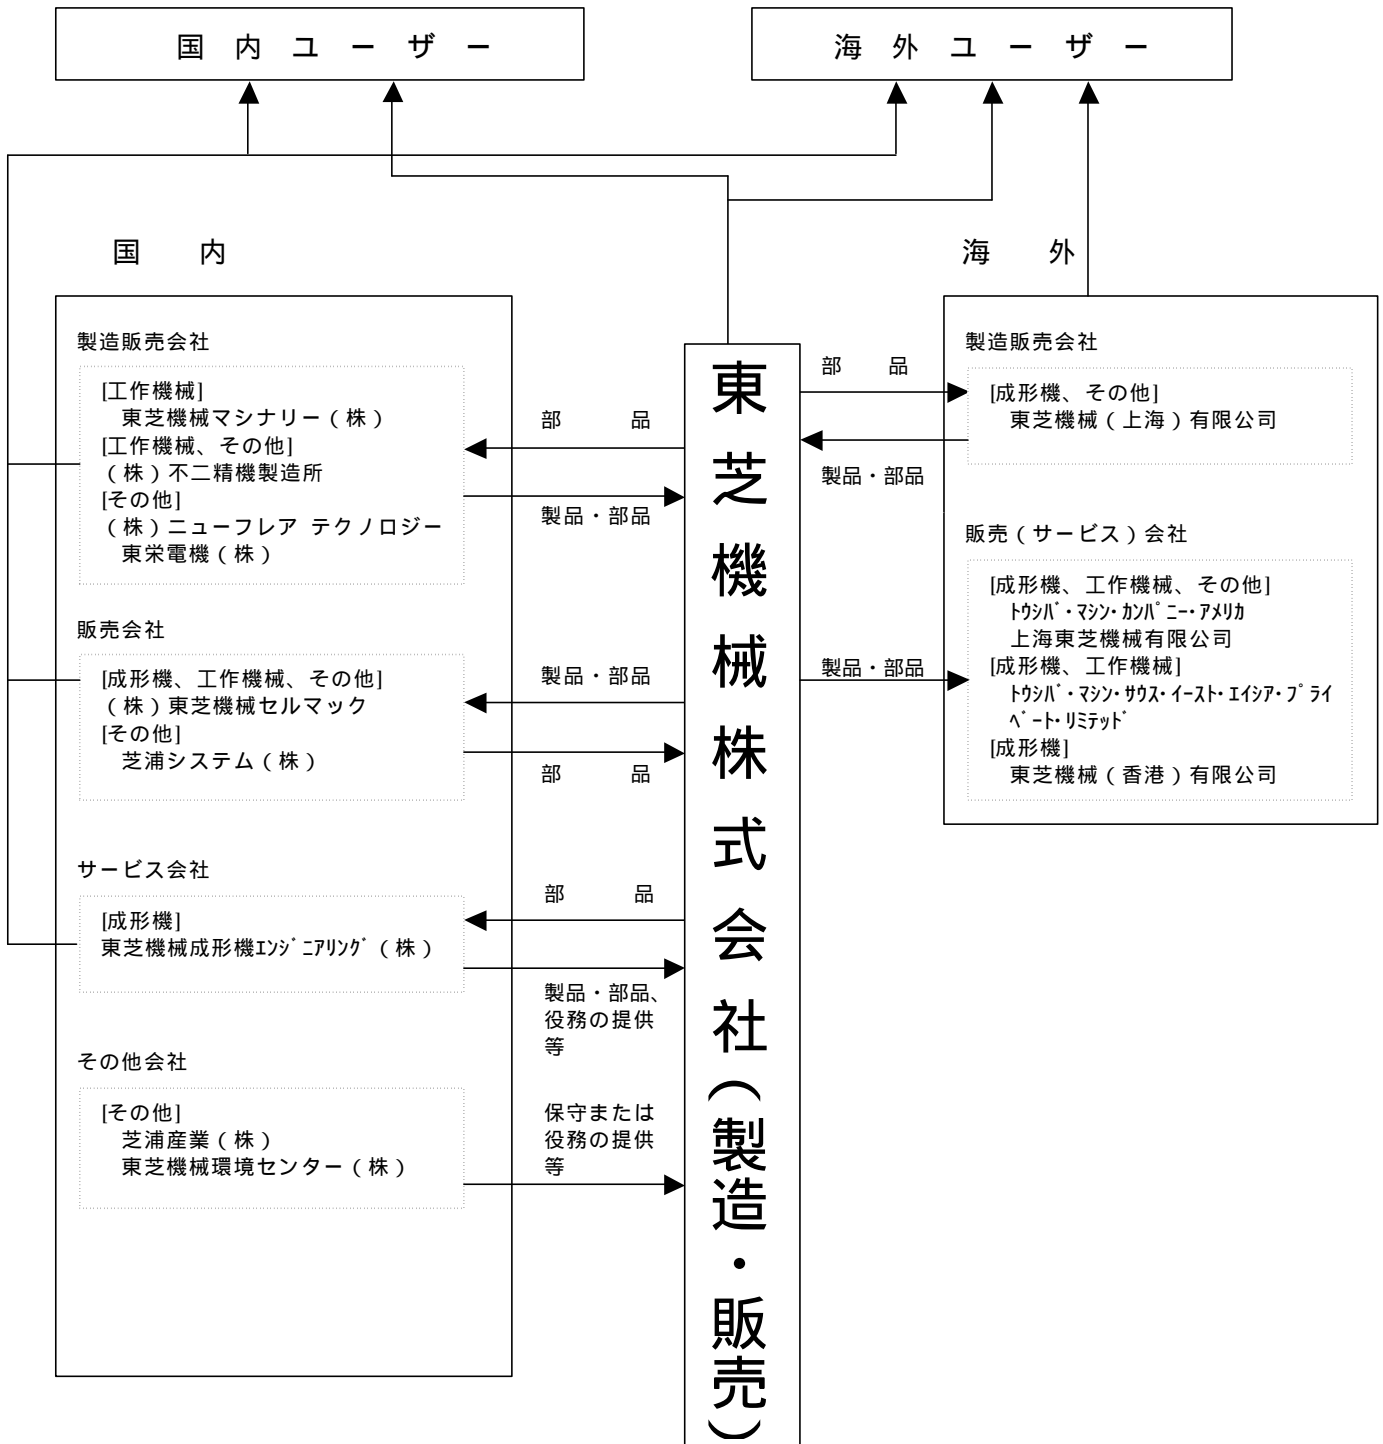 国内ユーザー
海外ユーザー
国内
海外
製造販売会社
[工作機械]
東芝機械マシナリー（株）
[工作機械、その他]
（株）不二精機製造所
[その他]
（株）ニューフレア テクノロジー
東栄電機（株）
販売会社
[成形機、工作機械、その他]
（株）東芝機械セルマック
[その他]
芝浦システム（株）
サービス会社
[成形機]
東芝機械成形機ｴﾝｼﾞﾆｱﾘﾝｸﾞ（株）
その他会社
[その他]
芝浦産業（株）
東芝機械環境センター（株）
部品
製品・部品
製品・部品
部品
部品
製品・部品、
役務の提供
等
保守または
役務の提供
等
東芝機械株式会社（製造・販売）
部品
製品・部品
製品・部品
製造販売会社
[成形機、その他]
東芝機械（上海）有限公司
販売（サービス）会社
[成形機、工作機械、その他]
ﾄｳｼﾊﾞ・ﾏｼﾝ・ｶﾝﾊﾟﾆｰ・ｱﾒﾘｶ
上海東芝機械有限公司
[成形機、工作機械]
ﾄｳｼﾊﾞ・ﾏｼﾝ・ｻｳｽ・ｲｰｽﾄ・ｴｲｼｱ・ﾌﾟﾗｲ
ﾍﾞｰﾄ・ﾘﾐﾃｯﾄﾞ
[成形機]
東芝機械（香港）有限公司